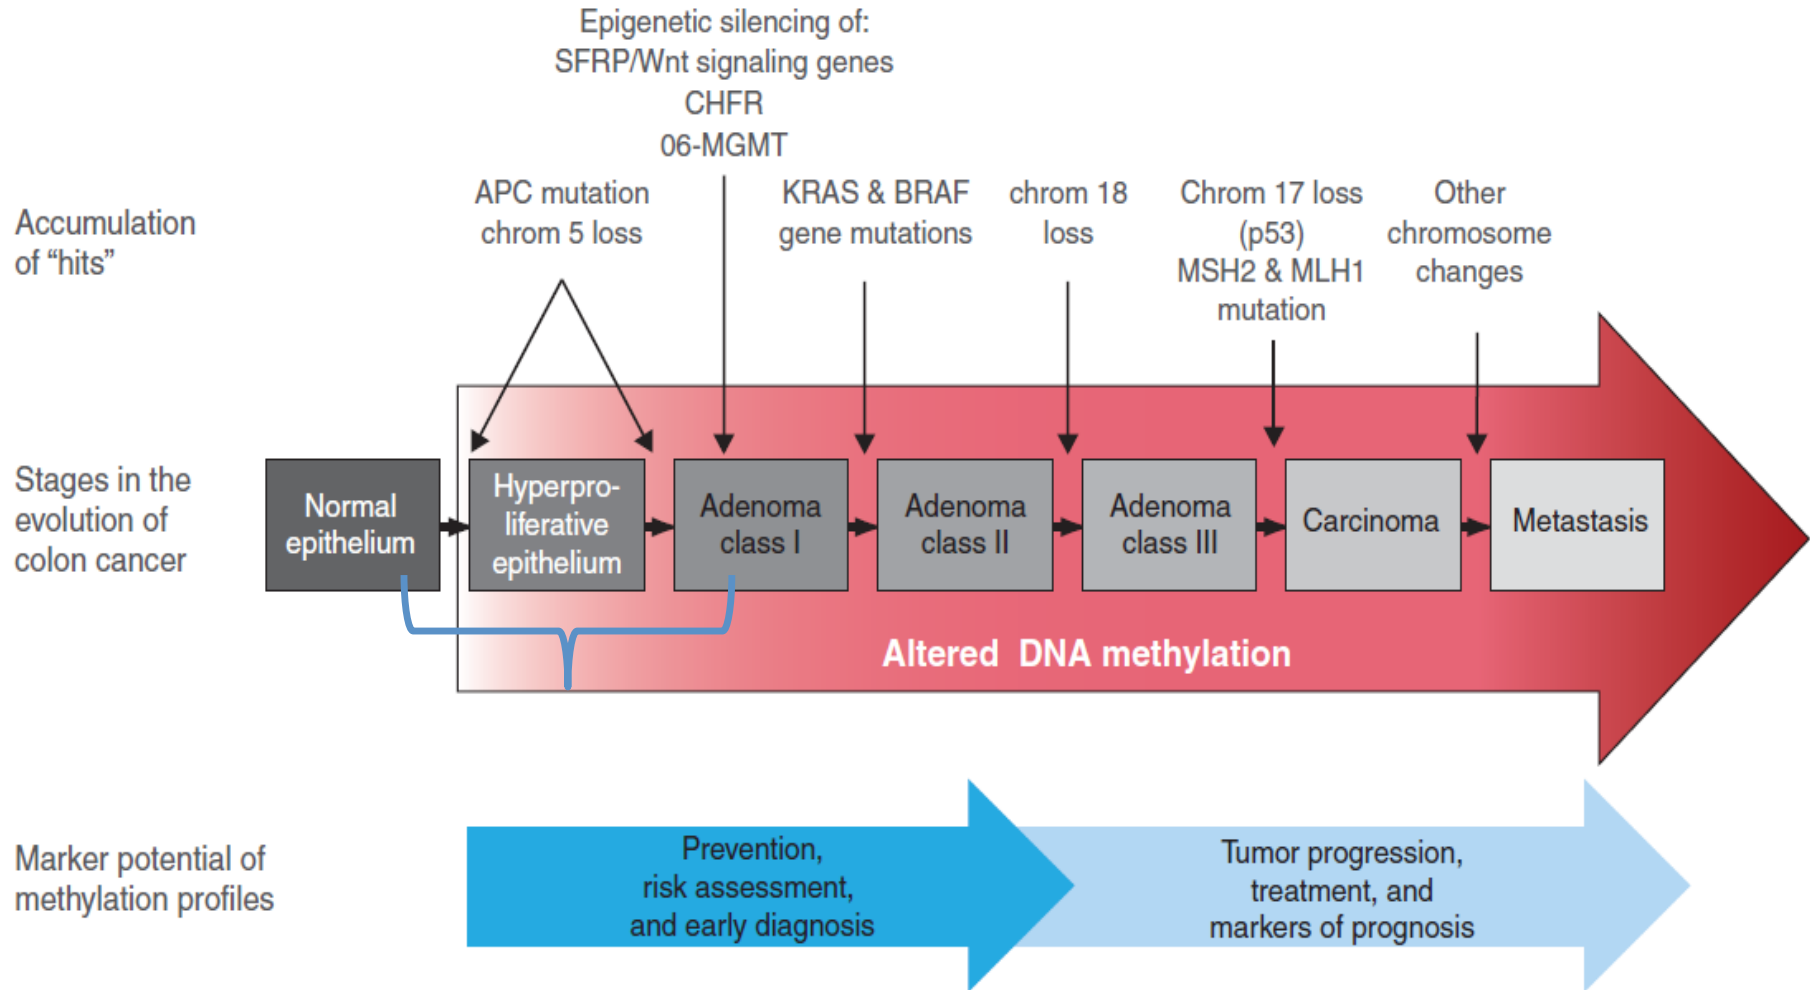 Epigenetic silencing of:
SFRP/Wnt signaling genes
CHFR
06-MGMT
Accumulation
of “hits”
APC mutation
chrom 5 loss
KRAS & BRAF
gene mutations
chrom 18
loss
Chrom 17 loss
(p53)
MSH2 & MLH1
mutation
Other
chromosome
changes
Stages in the
evolution of
colon cancer
Normal
epithelium
Hyperpro-
liferative
epithelium
Adenoma
class I
Adenoma
class II
Adenoma
class III
Carcinoma
Metastasis
Altered DNA methylation
Marker potential of
methylation profiles
Prevention,
risk assessment,
and early diagnosis
Tumor progression,
treatment, and
markers of prognosis